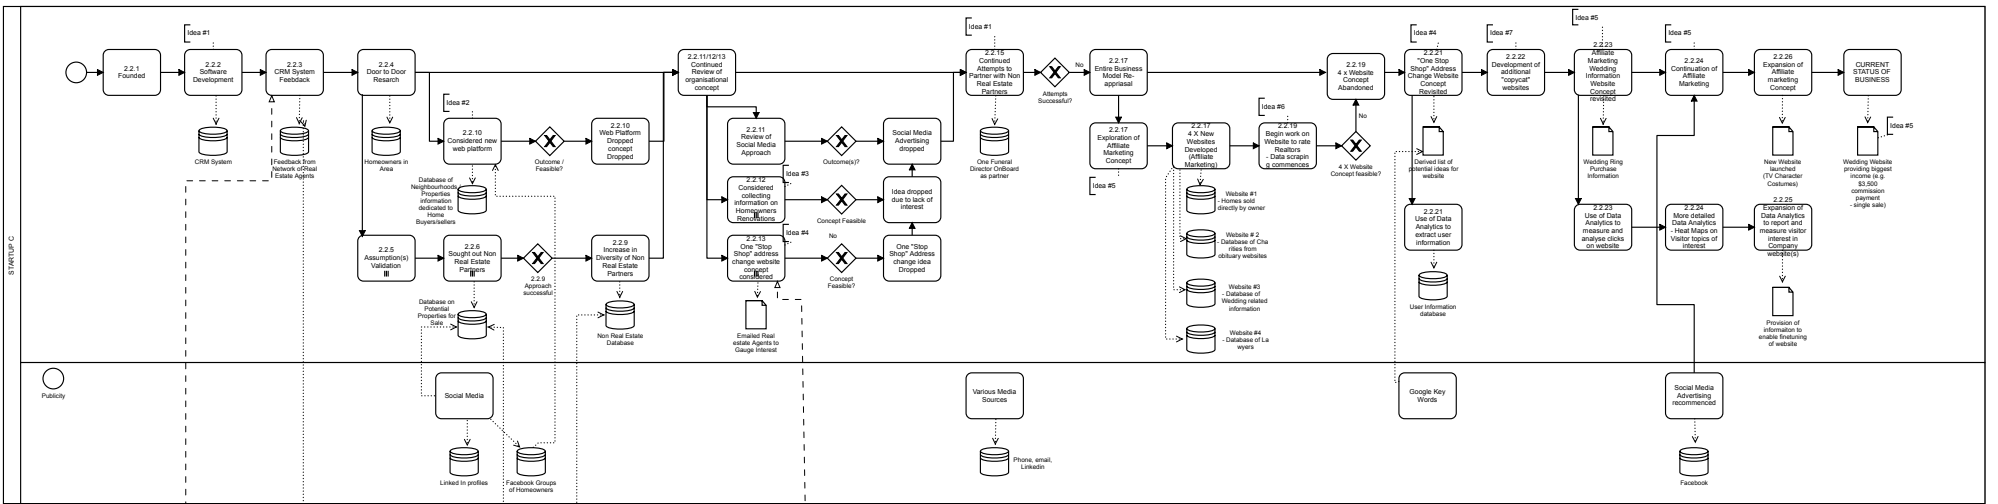 STARTUP C
2.2.1
Founded
Idea #1
2.2.2
Software
Development
CRM System
2.2.3
CRM System
Feedback
Feedback from
Network of Real
Estate Agents
2.2.4
Door to Door
Resarch
Homeowners in
Area
Idea #2
2.2.10
Considered new
web platform
Database of
Neighbourhoods /
Properties
information
dedicated to
Home
Buyers/sellers
Outcome /
Feasible?
2.2.10
Web Platform
Dropped
concept
Dropped
2.2.5
Assumption(s)
Validation
2.2.6
Sought out Non
Real Estate
Partners
Database on
Potential
Properties for
Sale
2.2.9
Approach
successful
2.2.9
Increase in
Diversity of Non
Real Estate
Partners
Non Real Estate
Database
2.2.11/12/13
Continued
Review of
organisational
concept
2.2.11
Review of
Social Media
Approach
Outcome(s)?
Social Media
Advertising
dropped
Idea #3
2.2.12
Considered
collecting
information on
Homeowners
Renovations
Concept Feasible
No
Idea dropped
due to lack of
interest
Idea #4
2.2.13
One "Stop
Shop" address
change website
concept
considered
Concept
Feasible?
One "Stop
Shop" Address
change idea
Dropped
Emailed Real
estate Agents to
Gauge Interest
Idea #1
2.2.15
Continued
Attempts to
Partner with Non
Real Estate
Partners
One Funeral
Director OnBoard
as partner
Attempts
Successful?
No
2.2.17
Entire Business
Model Re-
appriasal
2.2.17
Exploration of
Affiliate
Marketing
Concept
Idea #5
2.2.17
4 X New
Websites
Developed
(Affiliate
Marketing)
Website #1
- Homes sold
directly by owner
Website # 2
- Database of Cha
rities from
obituary websites
Website #3
- Database of
Wedding related
information
Website #4
- Database of La
wyers
Idea #6
2.2.19
Begin work on
Website to rate
Realtors
- Data scrapin
g commences
4 X Website
Concept feasible?
No
2.2.19
4 x Website
Concept
Abandoned
Idea #4
2.2.21
"One Stop
Shop" Address
Change Website
Concept
Revisited
Derived list of
potential ideas for
website
2.2.21
Use of Data
Analytics to
extract user
information
User Information
database
Idea #7
2.2.22
Development of
additional
"copycat"
websites
Idea #5
2.2.23
Affiliate
Marketing
Wedding
Information
Website
Concept
revisited
Wedding Ring
Purchase
Information
2.2.23
Use of Data
Analytics to
measure and
analyse clicks
on website
Idea #5
2.2.24
Continuation of
Affiliate
Marketing
2.2.24
More detailed
Data Analytics
- Heat Maps on
Visitor topics of
interest
2.2.26
Expansion of
Affiliate
marketing
Concept
New Website
launched
(TV Character
Costumes)
2.2.25
Expansion of
Data Analytics
to report and
measure visitor
interest in
Company
website(s)
Provision of
informaiton to
enable finetuning
of website
CURRENT
STATUS OF
BUSINESS
Idea #5
Wedding Website
providing biggest
income (e.g.
$3,500
commission
payment
- single sale)
Publicity
Social Media
Linked In profiles
Facebook Groups
of Homeowners
Various Media
Sources
Phone, email,
Linkedin
Google Key
Words
Social Media
Advertising
recommended
Facebook